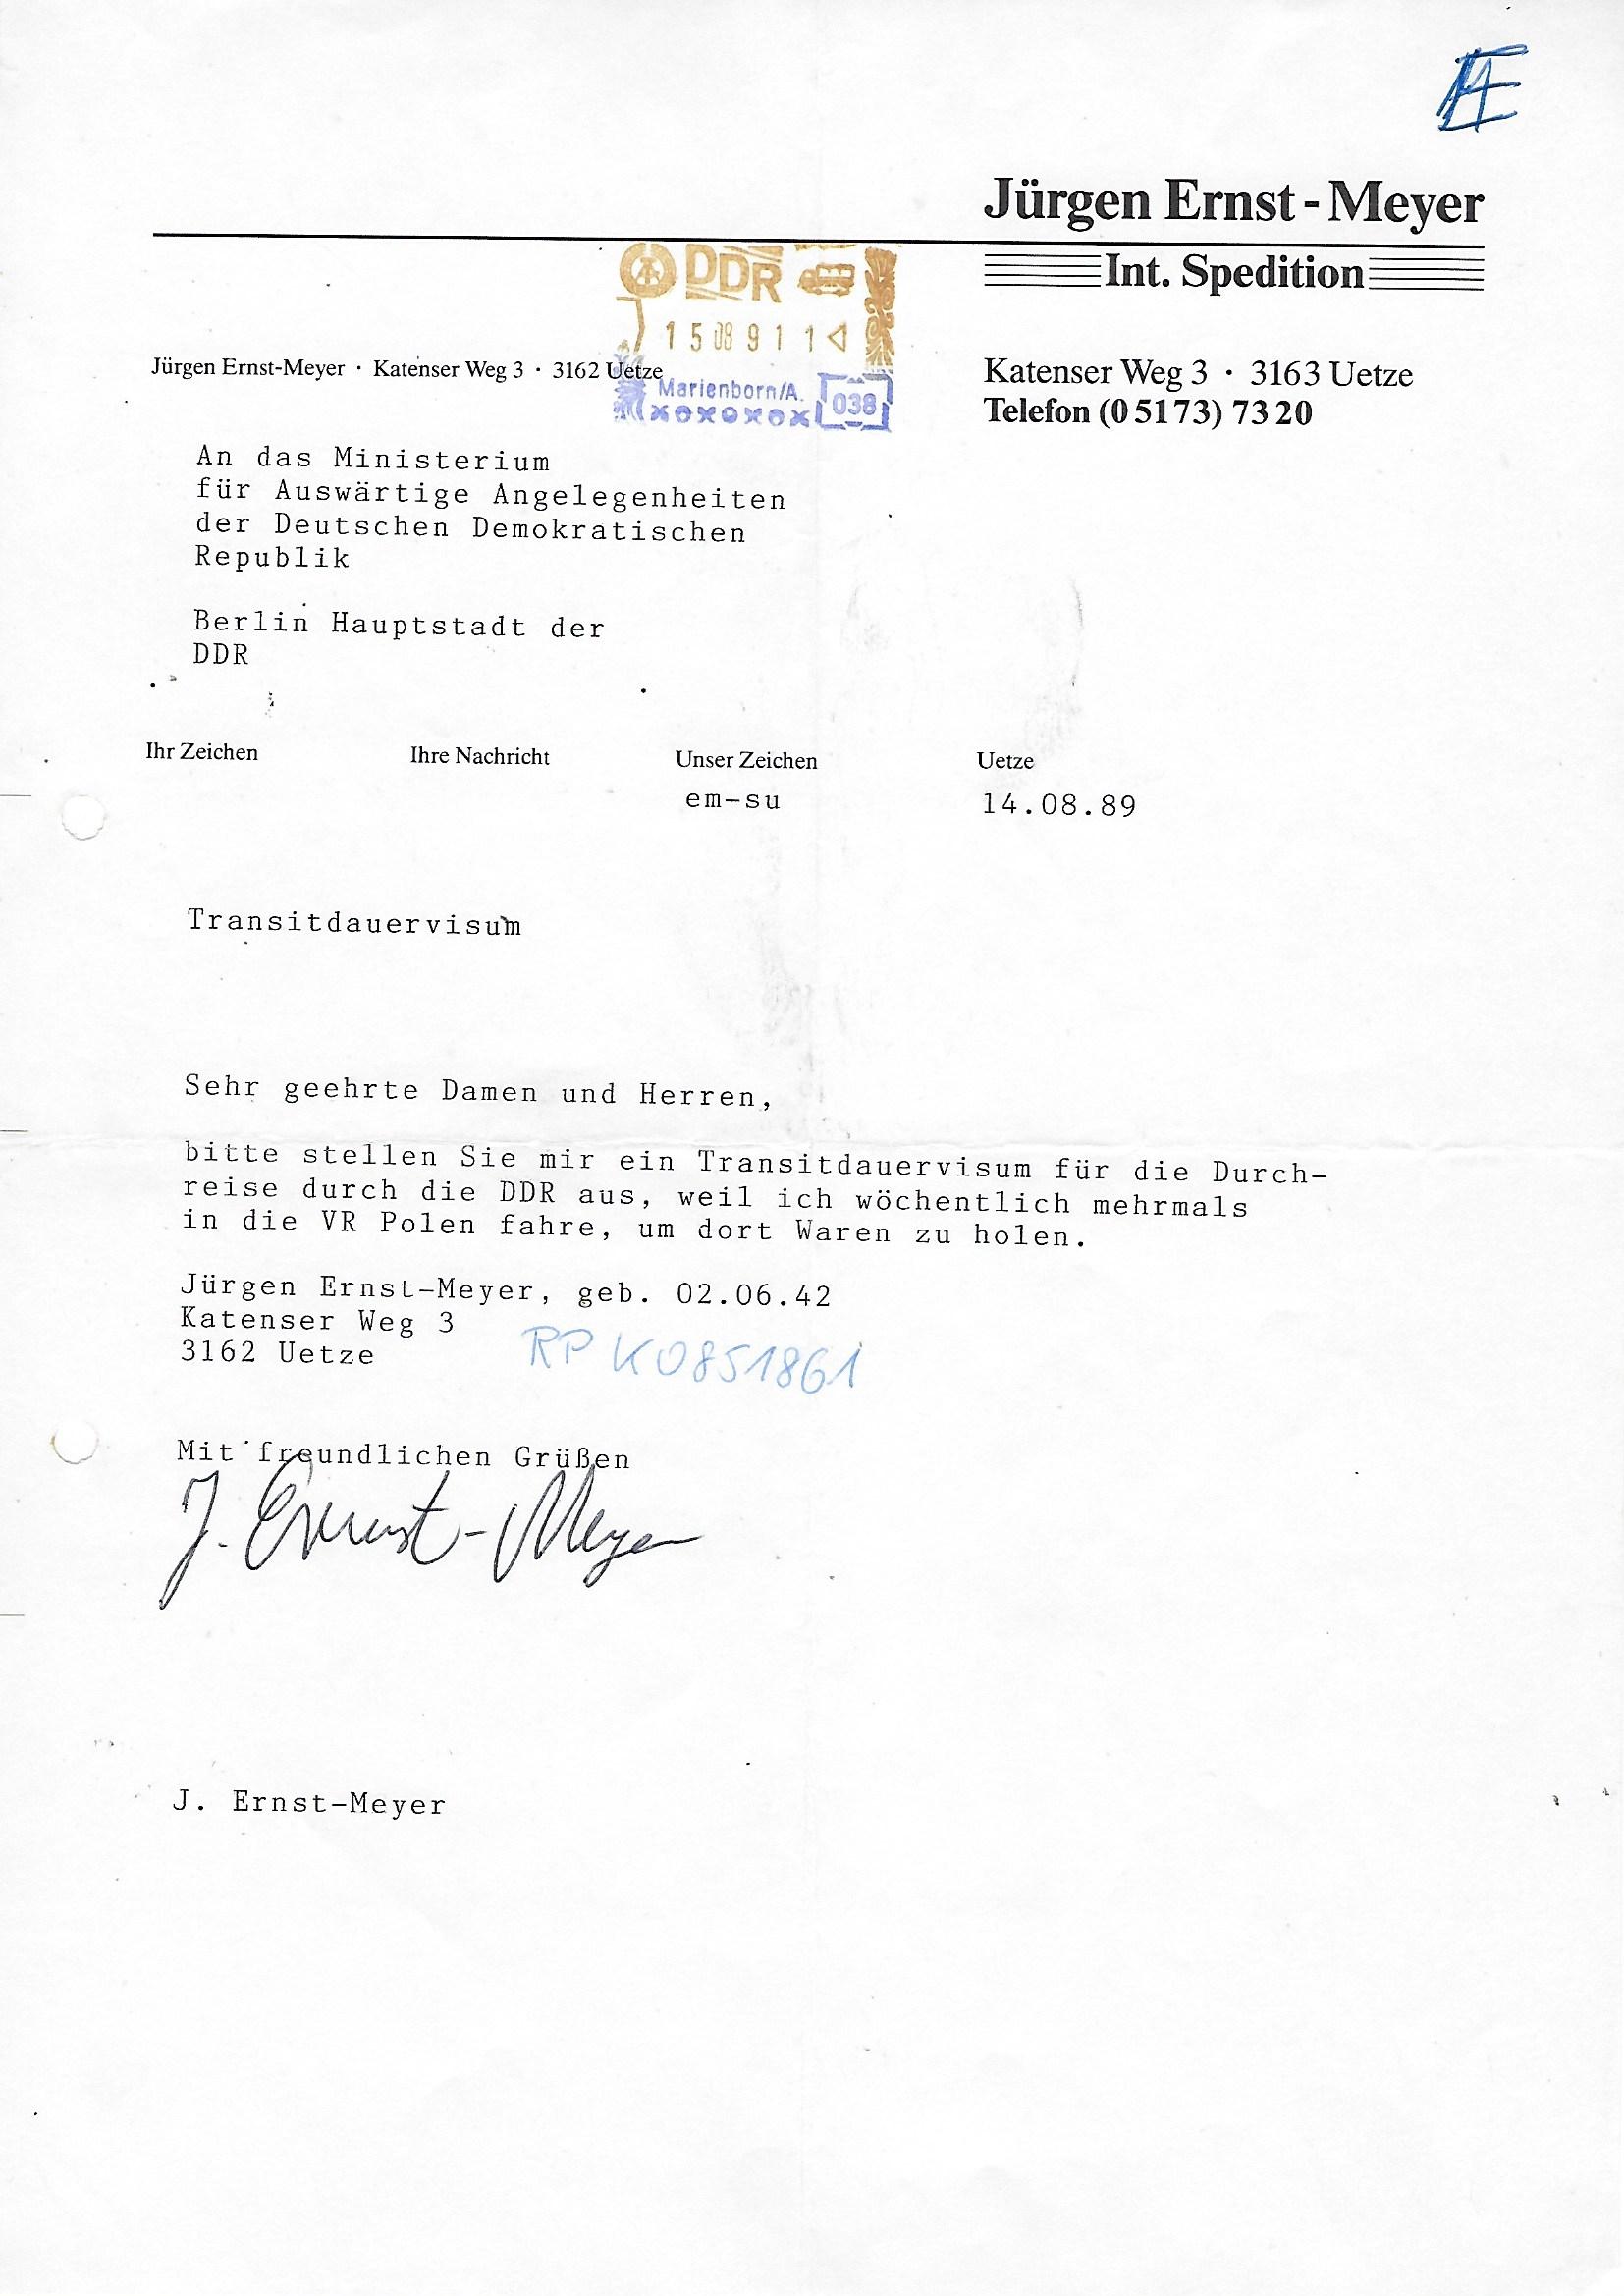 Jürgen Ernst-Meyer
Int. Spedition
DDR
15 08 9 1 1
Marienborn/A.
038
Jürgen Ernst-Meyer · Katenser Weg 3 · 3162 Uetze
Katenser Weg 3 · 3163 Uetze
Telefon (0 51 73) 73 20
An das Ministerium
für Auswärtige Angelegenheiten
der Deutschen Demokratischen
Republik
Berlin Hauptstadt der
DDR
Ihr Zeichen Ihre Nachricht Unser Zeichen Uetze
em-su 14.08.89
Transitdauervisum
Sehr geehrte Damen und Herren,
bitte stellen Sie mir ein Transitdauervisum für die Durch-
reise durch die DDR aus, weil ich wöchentlich mehrmals
in die VR Polen fahre, um dort Waren zu holen.
Jürgen Ernst-Meyer, geb. 02.06.42
Katenser Weg 3
3162 Uetze
RP K0851861
Mit freundlichen Grüßen
J. Ernst-Meyer
J. Ernst-Meyer